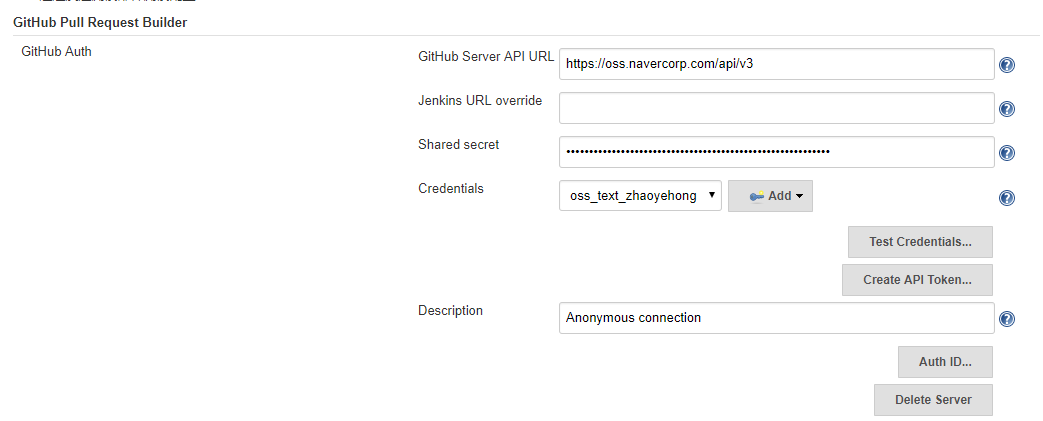 GitHub Pull Request Builder
GitHub Auth
GitHub Server API URL
https://oss.navercorp.com/api/v3
Jenkins URL override
Shared secret
••••••••••••••••••••••••••••••••••••••••••••••••••••••••••
Credentials
oss_text_zhaoyehong
Add
Test Credentials...
Create API Token...
Description
Anonymous connection
Auth ID...
Delete Server